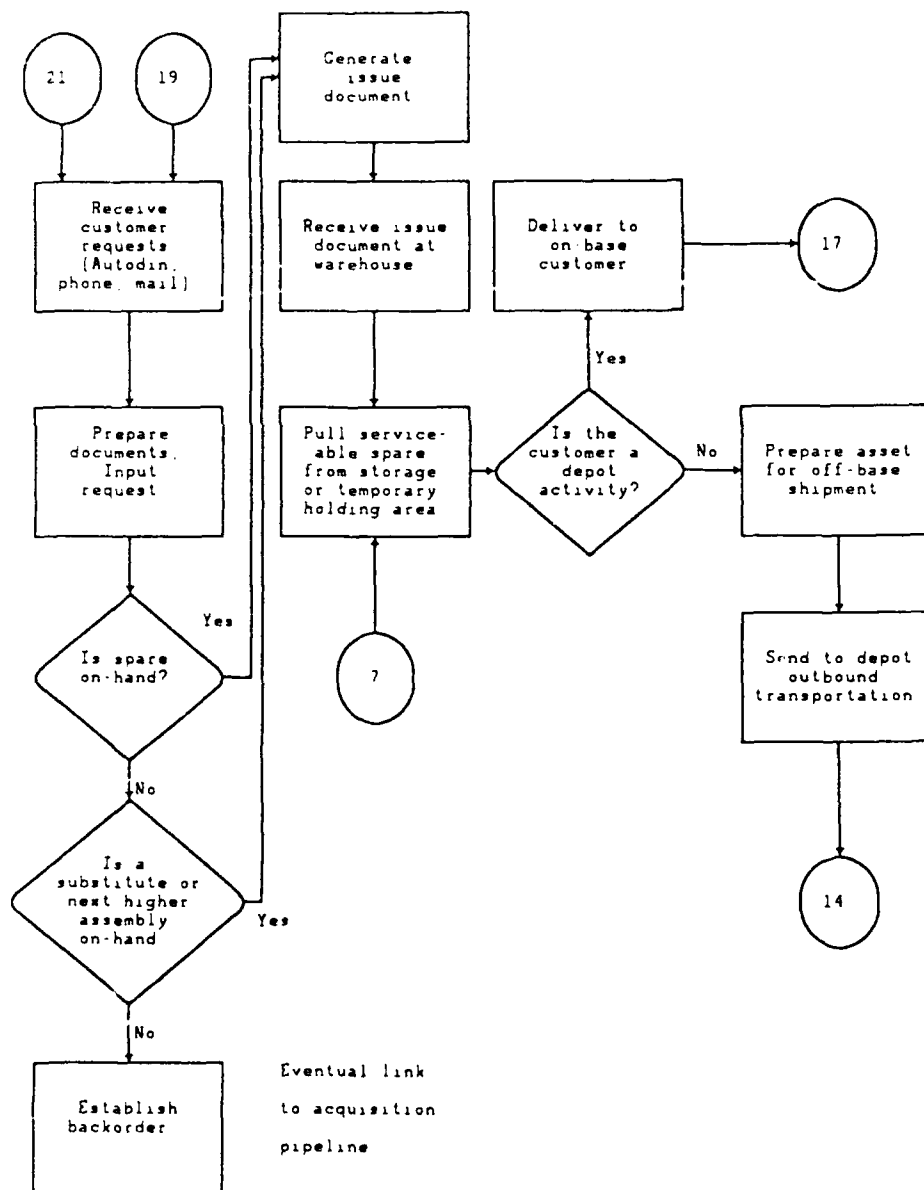 21
19
Generate
issue
document
Receive
customer
requests
(Autodin,
phone, mail)
Receive issue
document at
warehouse
Deliver to
on-base
customer
17
Yes
Prepare
documents,
Input
request
Pull service-
able spare
from storage
or temporary
holding area
Is the
customer a
depot
activity?
No
Prepare asset
for off-base
shipment
Yes
Is spare
on-hand?
7
Send to depot
outbound
transportation
No
Is a
substitute or
next higher
assembly
on-hand
Yes
14
No
Establish
backorder
Eventual link
to acquisition
pipeline